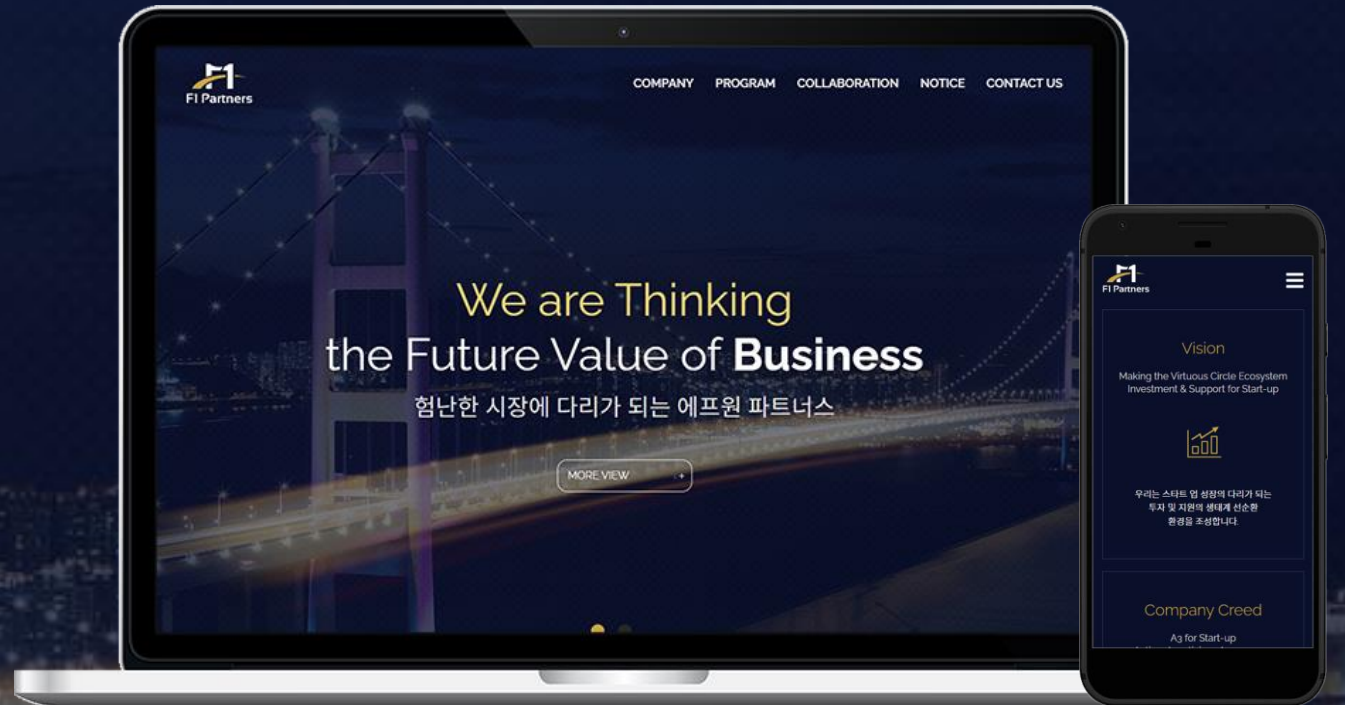 F1
F1 Partners
COMPANY PROGRAM COLLABORATION NOTICE CONTACT US
We are Thinking
the Future Value of Business
험난한 시장에 다리가 되는 에프원 파트너스
MORE VIEW +
F1
F1 Partners
Vision
Making the Virtuous Circle Ecosystem
Investment & Support for Start-up
우리는 스타트 업 성장의 다리가 되는
투자 및 지원의 생태계 선순환
환경을 조성합니다.
Company Creed
A3 for Start-up